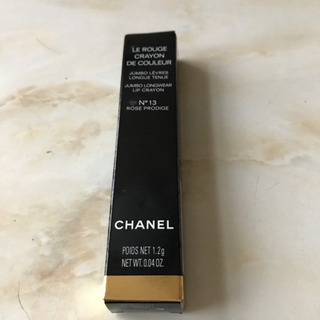 LE ROUGE
CRAYON
DE COULEUR
JUMBO LÈVRES
LONGUE TENUE
JUMBO LONGWEAR
LIP CRAYON
N°13
ROSE PRODIGE
CHANEL
POIDS NET 1.2g
NET WT. 0.04 OZ.